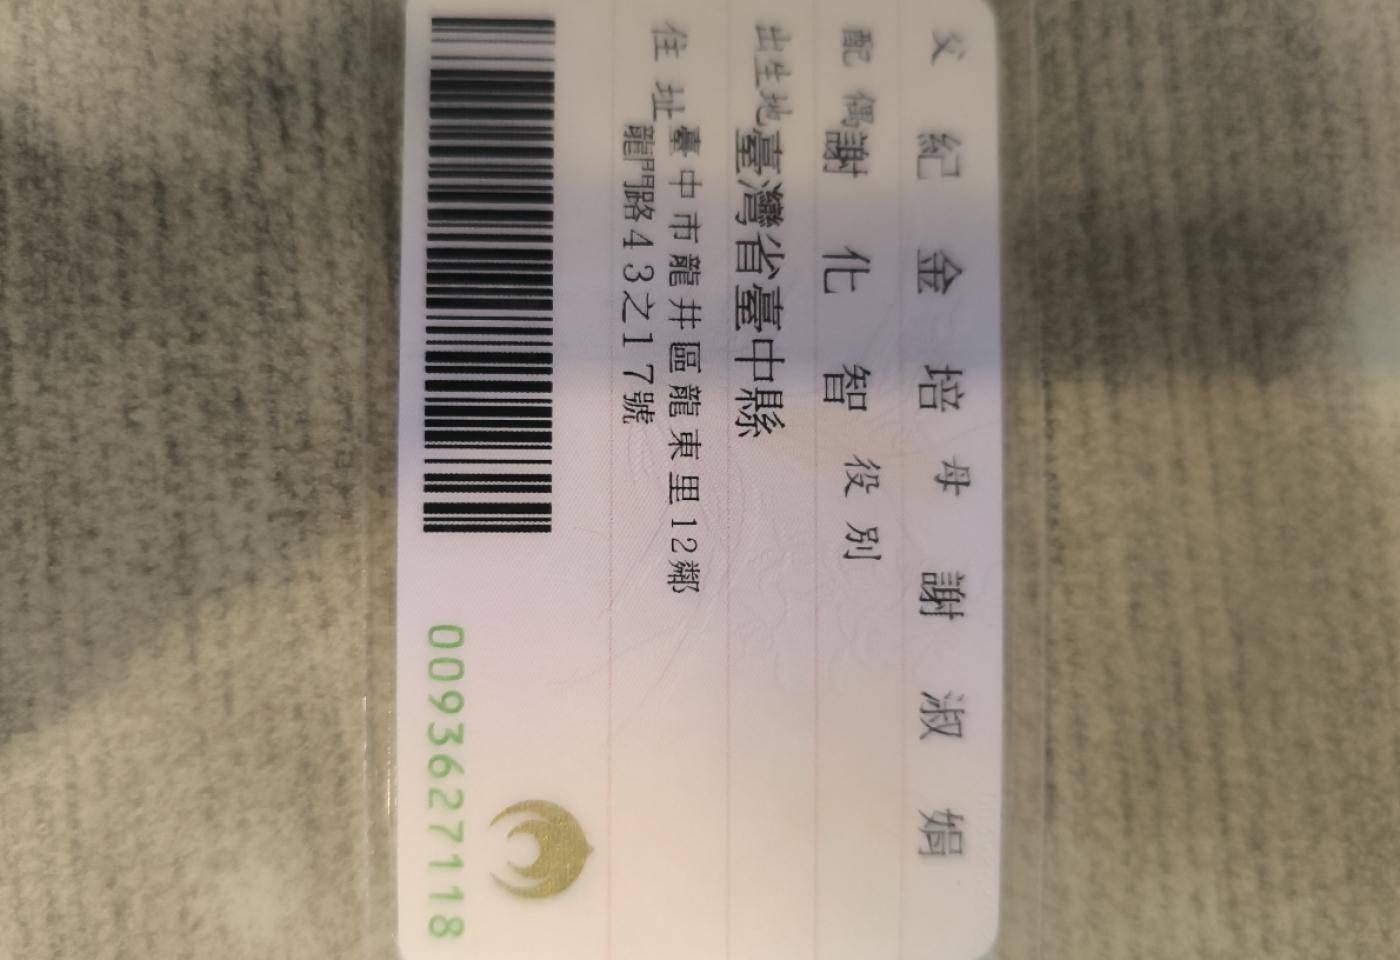 父 紀金培 母 謝淑娟
配偶 謝化智 役別
出生地 臺灣省臺中縣
住址 臺中市龍井區龍東里12鄰
龍門路43之17號
0093627118